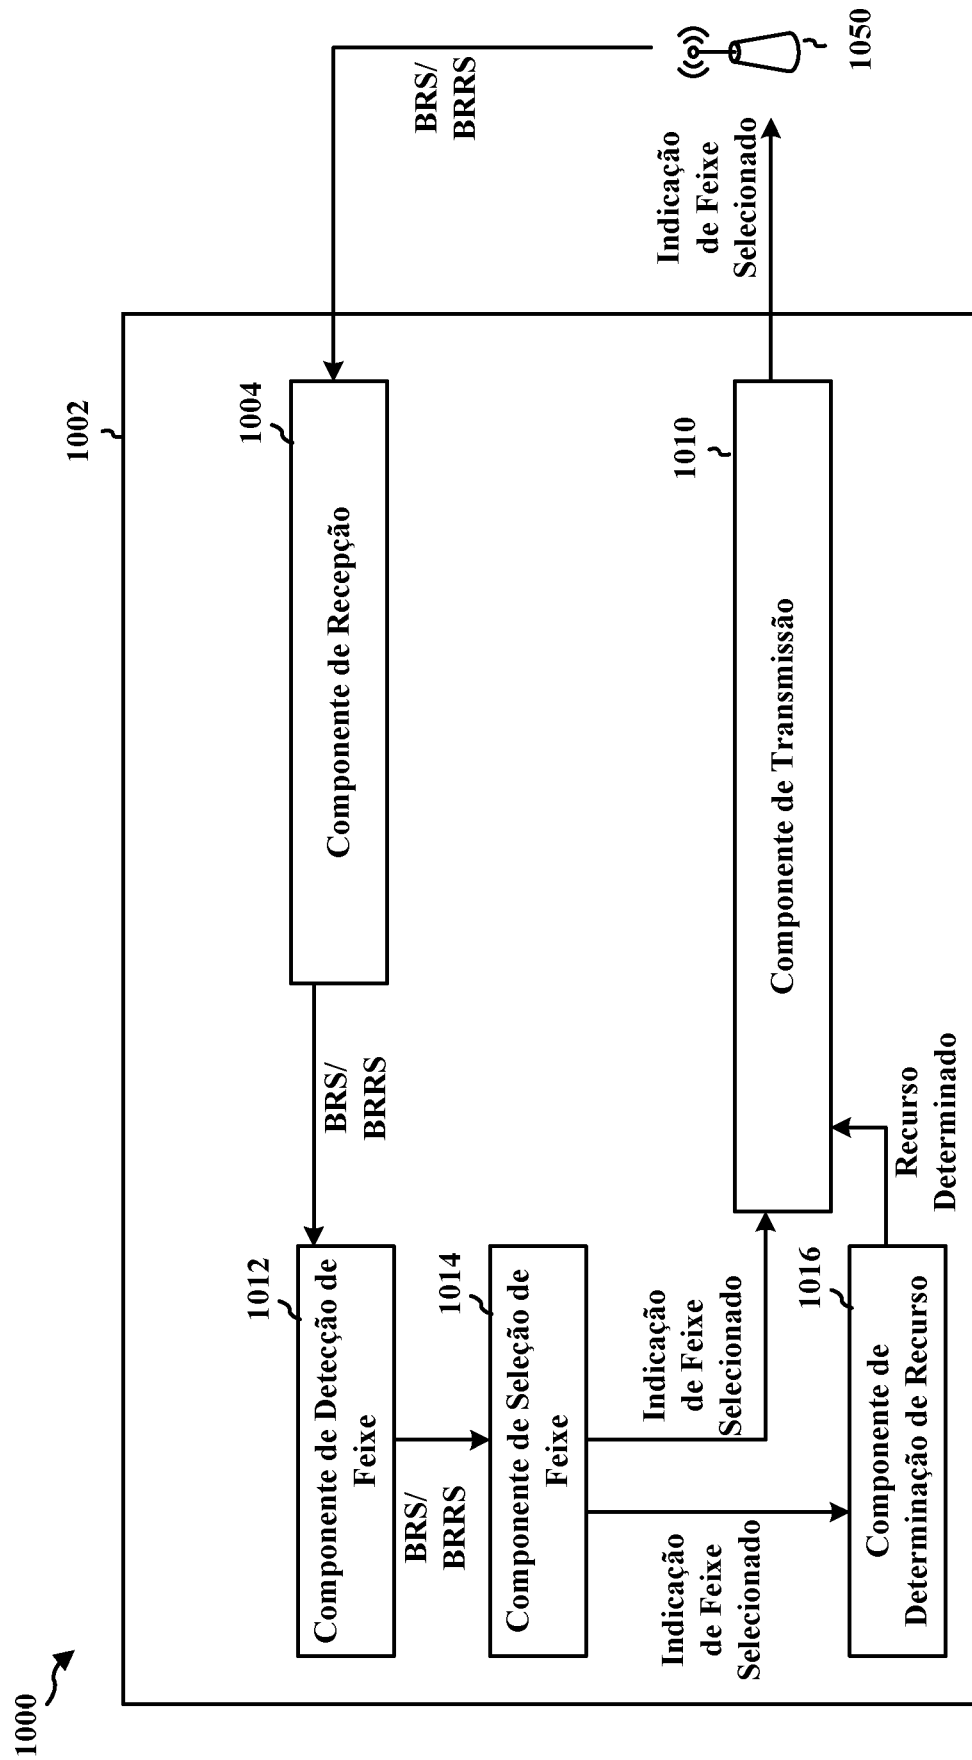 1000
1002
1012
Componente de Detecção de
Feixe
BRS/
BRRS
1004
Componente de Recepção
BRS/
BRRS
BRS/
BRRS
1014
Componente de Seleção de
Feixe
Indicação
de Feixe
Selecionado
Indicação
de Feixe
Selecionado
1016
Componente de
Determinação de Recurso
Recurso
Determinado
1010
Componente de Transmissão
Indicação
de Feixe
Selecionado
1050